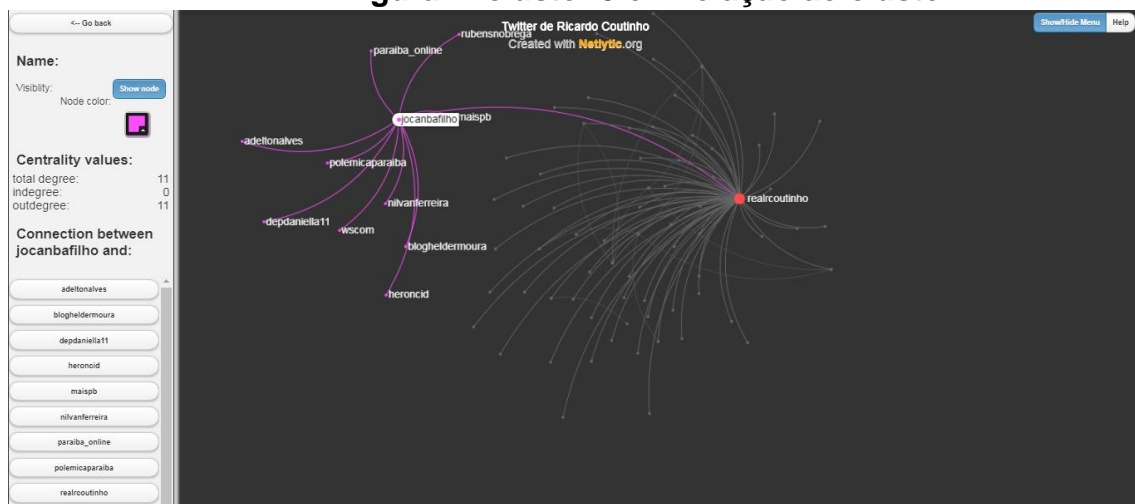 <-- Go back
Name:
Visiblity:
Show node
Node color:
Centrality values:
total degree: 11
indegree: 0
outdegree: 11
Connection between
jocanbafilho and:
adeltonalves
blogheldermoura
depdaniella11
heroncid
maispb
nilvanferreira
paraiba_online
polemicaparaiba
realrcoutinho
Twitter de Ricardo Coutinho
Created with Netlytic.org
Show/Hide Menu
Help
rubensnobrega
paraiba_online
jocanbafilho
maispb
adeltonalves
polemicaparaiba
realrcoutinho
nilvanferreira
depdaniella11
wscom
blogheldermoura
heroncid